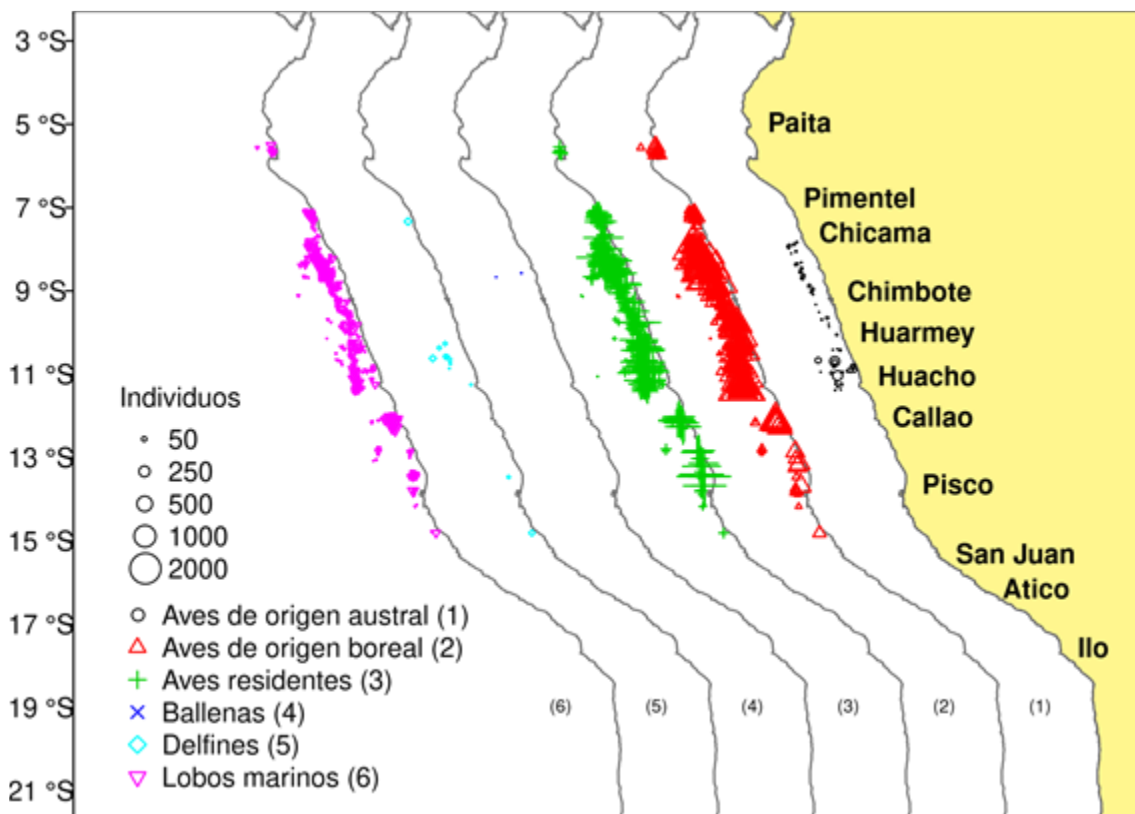 3 °S
5 °S
7 °S
9 °S
11 °S
13 °S
15 °S
17 °S
19 °S
21 °S
Paita
Pimentel
Chicama
Chimbote
Huarmey
Huacho
Callao
Pisco
San Juan
Atico
Ilo
Individuos
50
250
500
1000
2000
Aves de origen austral (1)
Aves de origen boreal (2)
Aves residentes (3)
Ballenas (4)
Delfines (5)
Lobos marinos (6)
(6) (5) (4) (3) (2) (1)